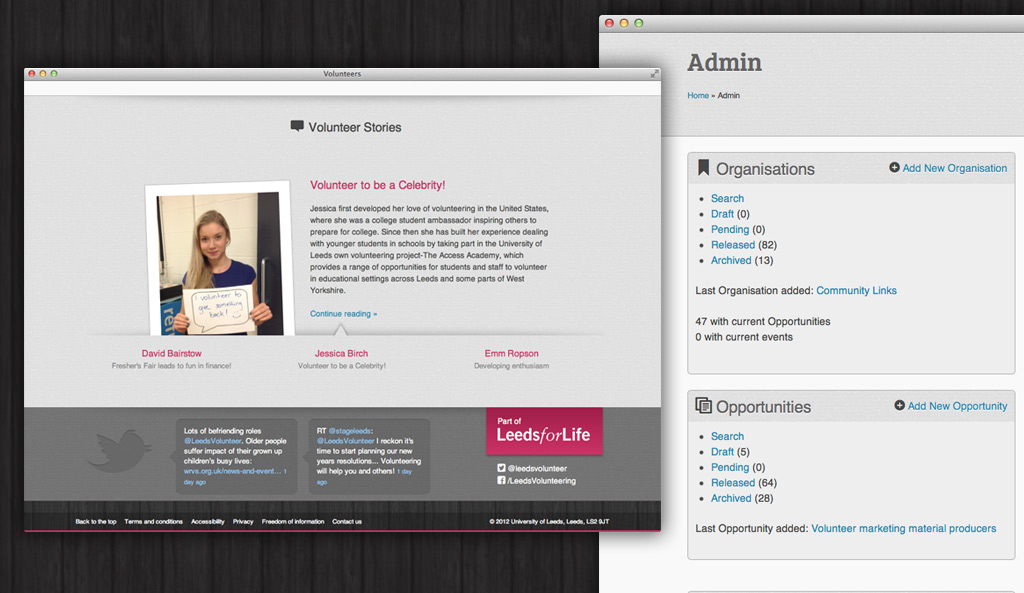 Volunteers
Volunteer Stories
Volunteer to be a Celebrity!
Jessica first developed her love of volunteering in the United States,
where she was a college student ambassador inspiring others to
prepare for college. Since then she has built her experience dealing
with younger students in schools by taking part in the University of
Leeds own volunteering project-The Access Academy, which
provides a range of opportunities for students and staff to volunteer
in educational settings across Leeds and some parts of West
Yorkshire.
Continue reading »
I volunteer to
give something
back!
David Bairstow
Fresher's Fair leads to fun in finance!
Jessica Birch
Volunteer to be a Celebrity!
Emm Ropson
Developing enthusiasm
Lots of befriending roles
@LeedsVolunteer. Older people
suffer impact of their grown up
children's busy lives:
wrvs.org.uk/news-and-event... 1
day ago
RT @stageleeds:
@LeedsVolunteer I reckon it's
time to start planning our new
years resolutions... Volunteering
will help you and others! 1 day
ago
Part of
LeedsforLife
@leedsvolunteer
/LeedsVolunteering
Back to the top Terms and conditions Accessibility Privacy Freedom of information Contact us
© 2012 University of Leeds, Leeds, LS2 9JT
Admin
Home » Admin
Organisations
Add New Organisation
Search
Draft (0)
Pending (0)
Released (82)
Archived (13)
Last Organisation added: Community Links
47 with current Opportunities
0 with current events
Opportunities
Add New Opportunity
Search
Draft (5)
Pending (0)
Released (64)
Archived (28)
Last Opportunity added: Volunteer marketing material producers